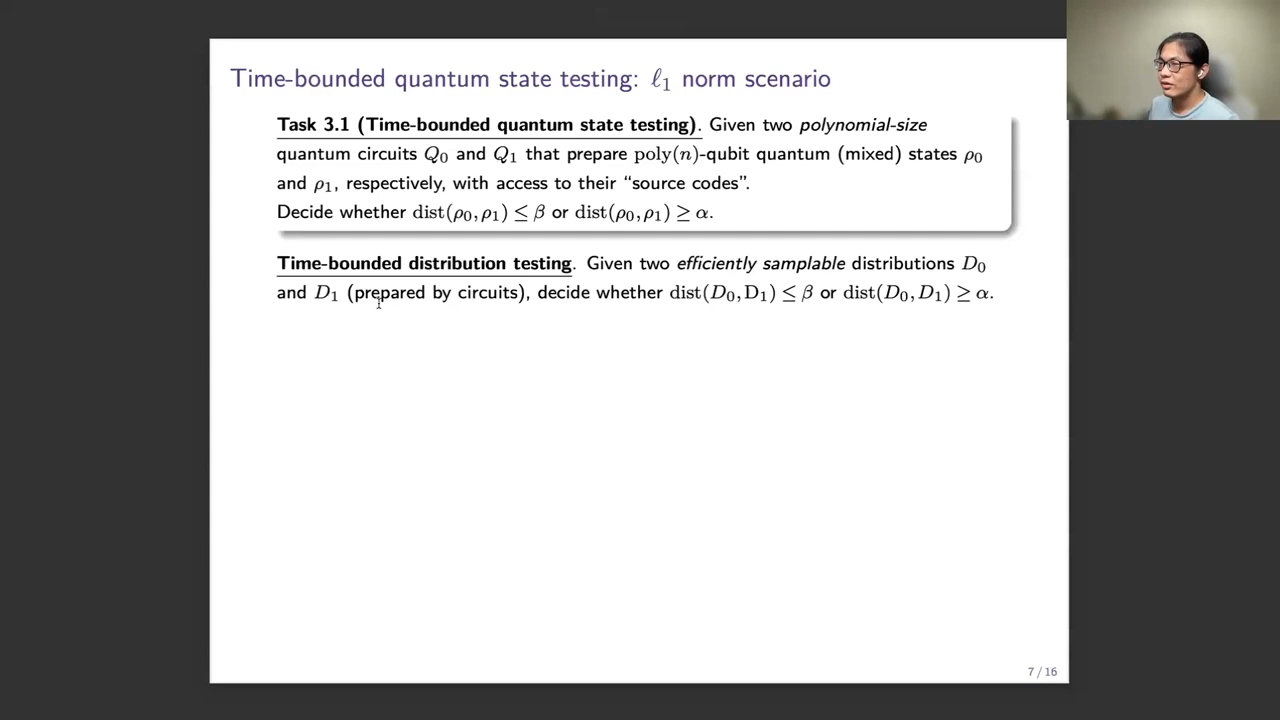 Time-bounded quantum state testing: ℓ₁ norm scenario
Task 3.1 (Time-bounded quantum state testing). Given two polynomial-size
quantum circuits Q₀ and Q₁ that prepare poly(n)-qubit quantum (mixed) states ρ₀
and ρ₁, respectively, with access to their “source codes”.
Decide whether dist(ρ₀, ρ₁) ≤ β or dist(ρ₀, ρ₁) ≥ α.
Time-bounded distribution testing. Given two efficiently samplable distributions D₀
and D₁ (prepared by circuits), decide whether dist(D₀, D₁) ≤ β or dist(D₀, D₁) ≥ α.
7 / 16